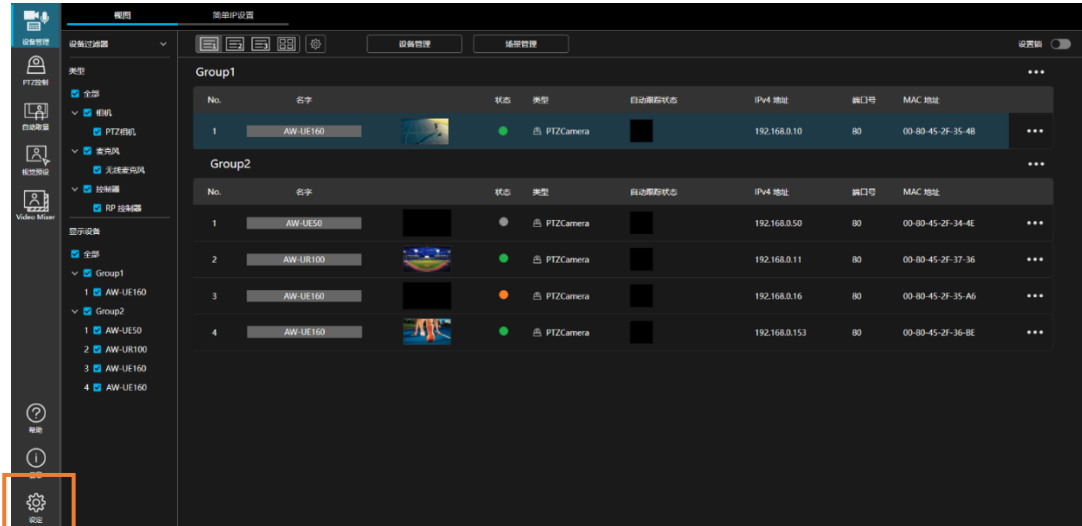 视图
简单IP设置
设备管理
PTZ控制
自动取景
视觉预设
Video Mixer
帮助
设定
设备过滤器
类型
全部
相机
PTZ相机
麦克风
无线麦克风
控制器
RP 控制器
显示设备
全部
Group1
1 AW-UE160
Group2
1 AW-UE50
2 AW-UR100
3 AW-UE160
4 AW-UE160
1 2 3
设备管理 场景管理 设置锁
Group1 •••
No. 名字 状态 类型 自动跟踪状态 IPv4 地址 端口号 MAC 地址
1 AW-UE160 PTZCamera 192.168.0.10 80 00-80-45-2F-35-4B •••
Group2 •••
No. 名字 状态 类型 自动跟踪状态 IPv4 地址 端口号 MAC 地址
1 AW-UE50 PTZCamera 192.168.0.50 80 00-80-45-2F-34-4E •••
2 AW-UR100 PTZCamera 192.168.0.11 80 00-80-45-2F-37-36 •••
3 AW-UE160 PTZCamera 192.168.0.16 80 00-80-45-2F-35-A6 •••
4 AW-UE160 PTZCamera 192.168.0.153 80 00-80-45-2F-36-BE •••